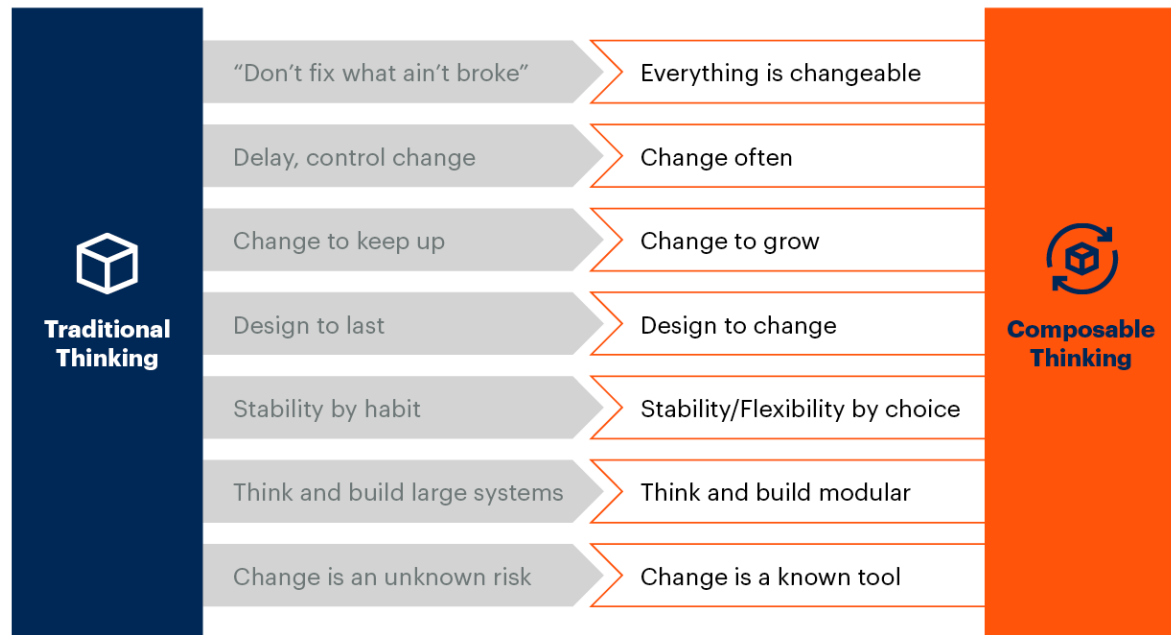 “Don’t fix what ain’t broke”
Everything is changeable
Delay, control change
Change often
Change to keep up
Change to grow
Traditional
Thinking
Design to last
Design to change
Composable
Thinking
Stability by habit
Stability/Flexibility by choice
Think and build large systems
Think and build modular
Change is an unknown risk
Change is a known tool